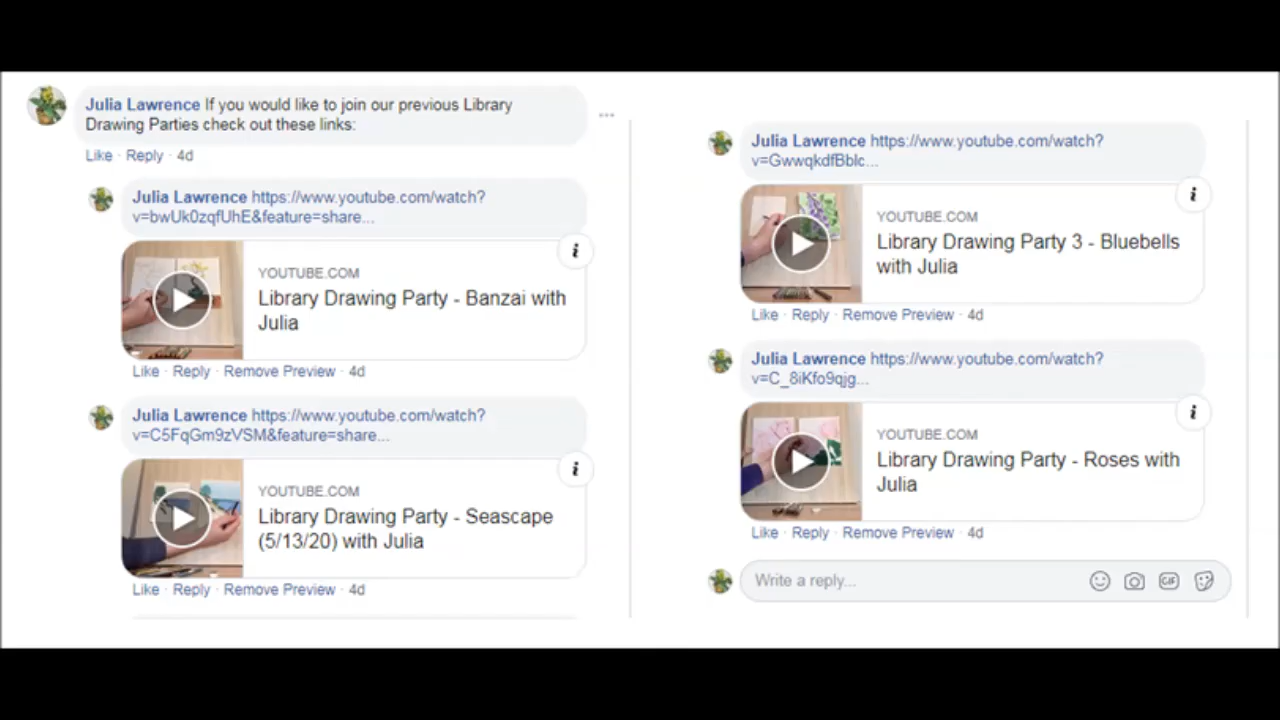 Julia Lawrence If you would like to join our previous Library
Drawing Parties check out these links:
Like · Reply · 4d
Julia Lawrence https://www.youtube.com/watch?
v=bwUk0zqfUhE&feature=share...
YOUTUBE.COM
Library Drawing Party - Banzai with
Julia
Like · Reply · Remove Preview · 4d
Julia Lawrence https://www.youtube.com/watch?
v=C5FqGm9zVSM&feature=share...
YOUTUBE.COM
Library Drawing Party - Seascape
(5/13/20) with Julia
Like · Reply · Remove Preview · 4d
Julia Lawrence https://www.youtube.com/watch?
v=GwwqkdfBblc...
YOUTUBE.COM
Library Drawing Party 3 - Bluebells
with Julia
Like · Reply · Remove Preview · 4d
Julia Lawrence https://www.youtube.com/watch?
v=C_8iKfo9qjg...
YOUTUBE.COM
Library Drawing Party - Roses with
Julia
Like · Reply · Remove Preview · 4d
Write a reply...
GIF